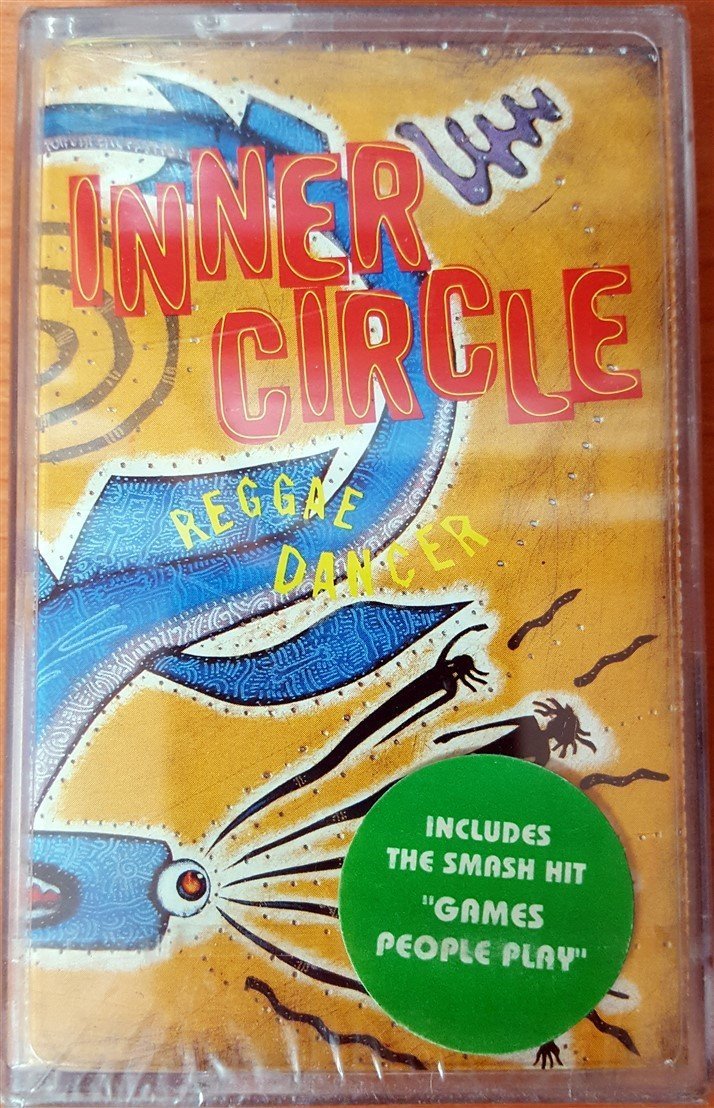 INNER
CIRCLE
REGGAE
DANCER
INCLUDES
THE SMASH HIT
"GAMES
PEOPLE PLAY"